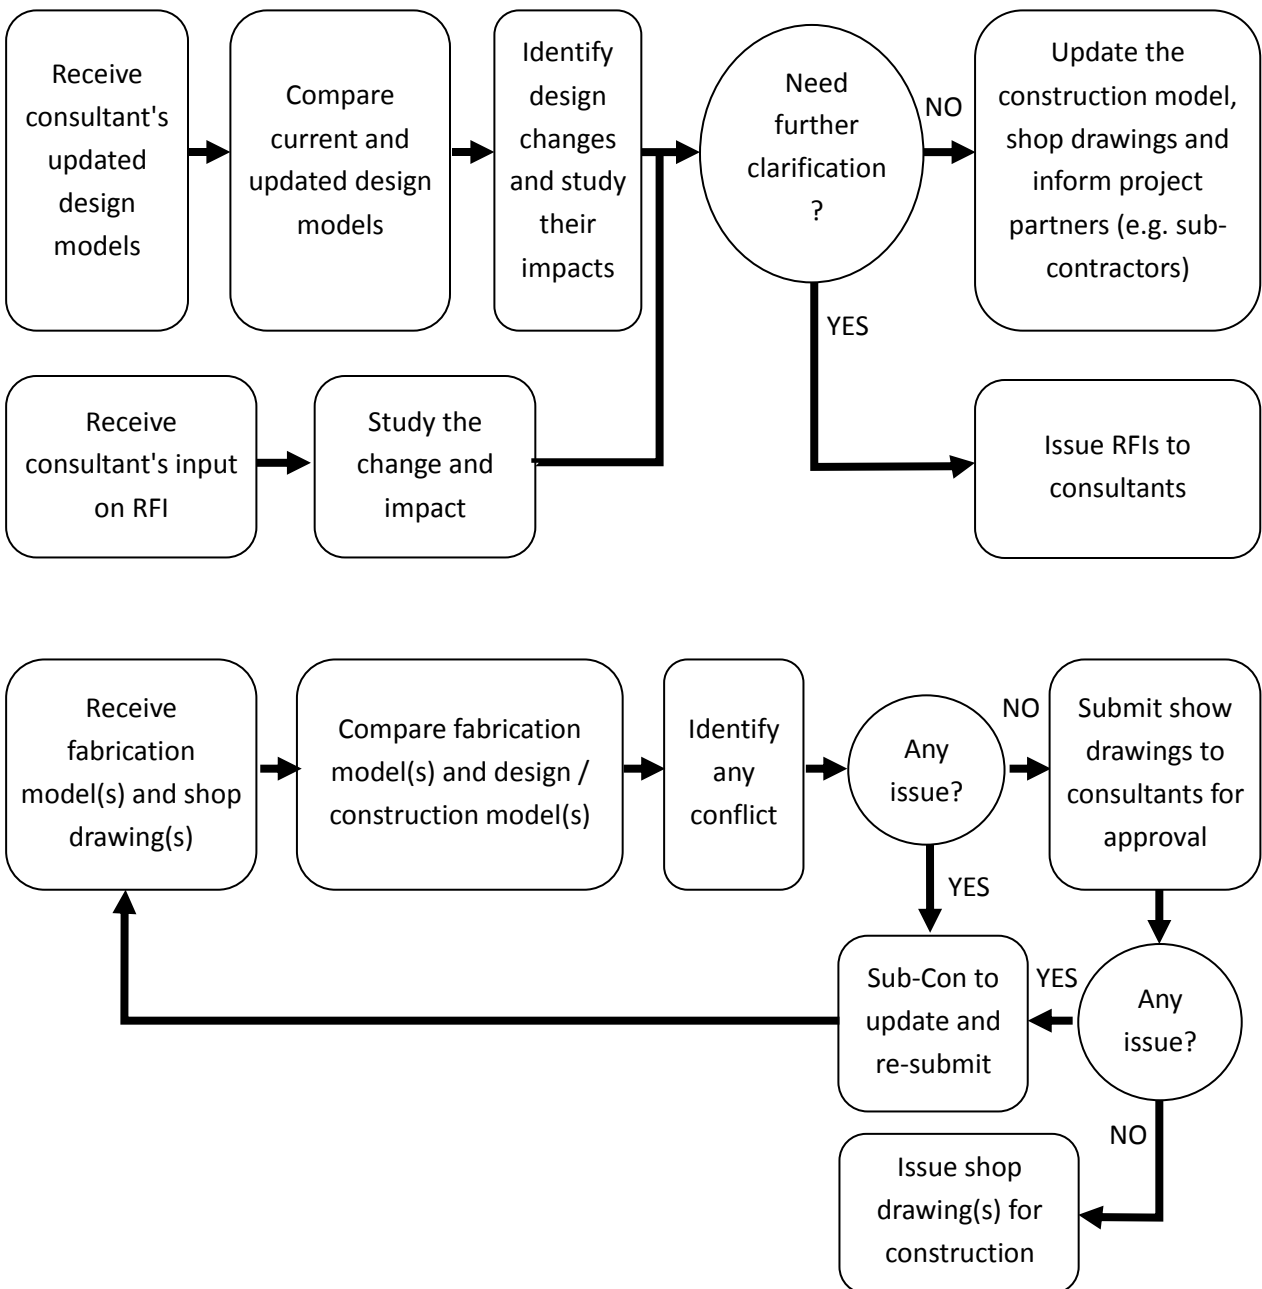 Receive
consultant's
updated
design
models
Compare
current and
updated design
models
Identify
design
changes
and study
their
impacts
Need
further
clarification
?
NO
Update the
construction model,
shop drawings and
inform project
partners (e.g. sub-
contractors)
YES
Receive
consultant's input
on RFI
Study the
change and
impact
Issue RFIs to
consultants
Receive
fabrication
model(s) and shop
drawing(s)
Compare fabrication
model(s) and design /
construction model(s)
Identify
any
conflict
Any
issue?
NO
Submit show
drawings to
consultants for
approval
YES
Sub-Con to
update and
re-submit
YES
Any
issue?
NO
Issue shop
drawing(s) for
construction